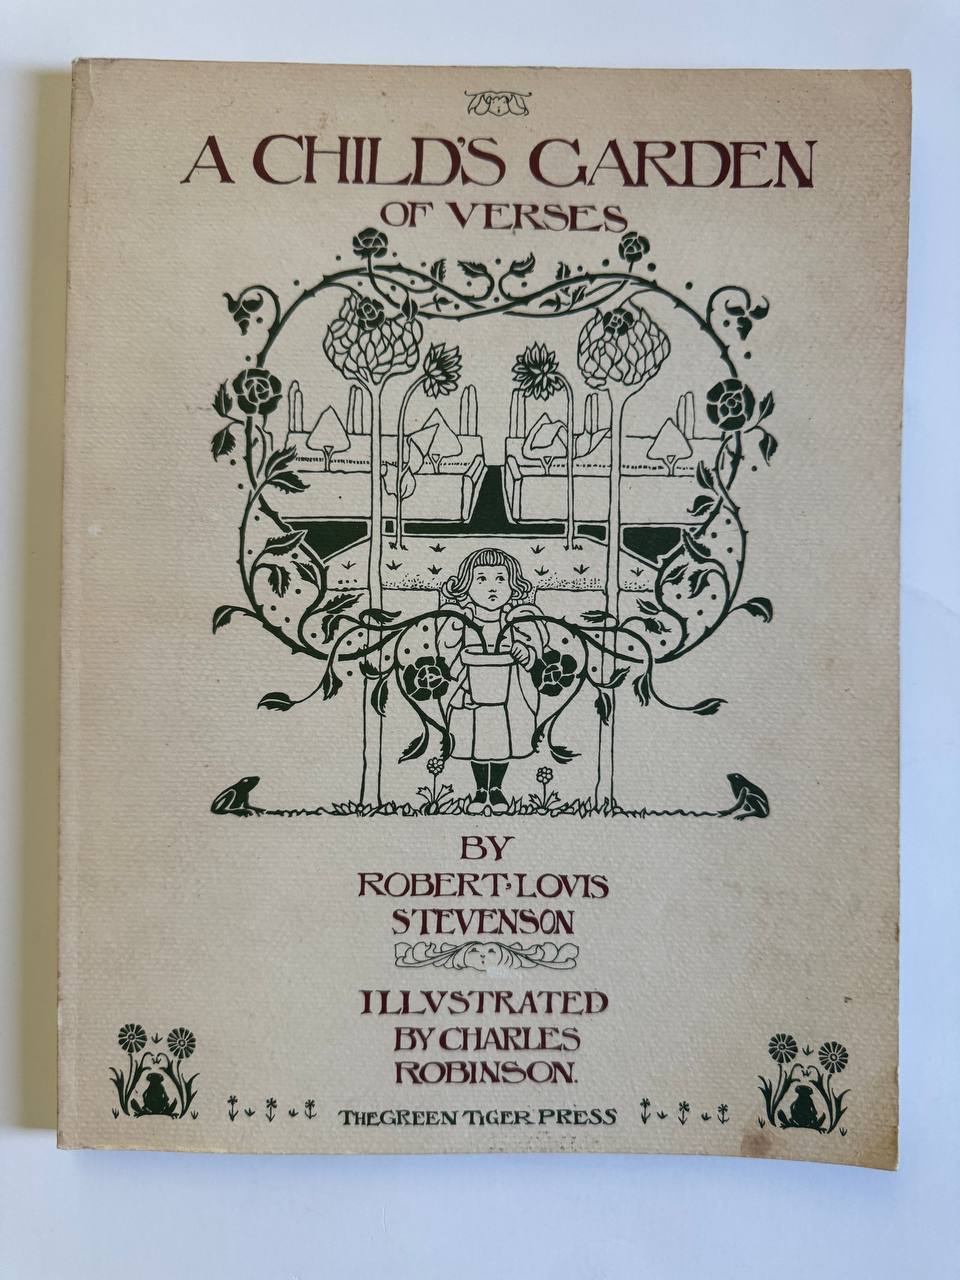 A CHILD'S GARDEN
OF VERSES
BY
ROBERT LOVIS
STEVENSON
ILLVSTRATED
BY CHARLES
ROBINSON.
THE GREEN TIGER PRESS